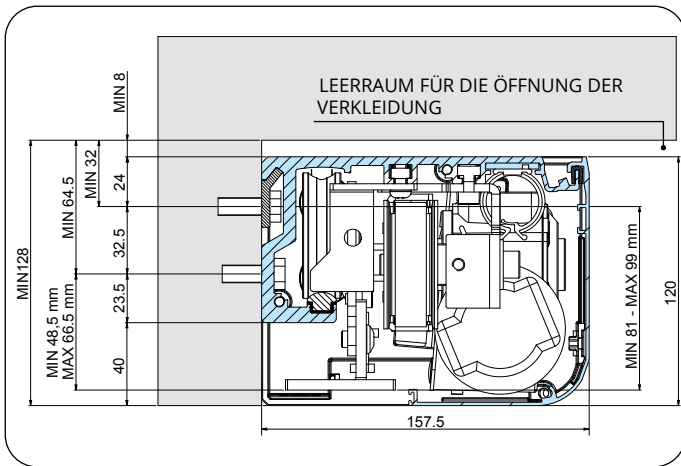 LEERRAUM FÜR DIE ÖFFNUNG DER
VERKLEIDUNG
MIN 8
MIN 32
24
MIN 64.5
32.5
MIN128
23.5
MIN 48,5 mm
MAX 66.5 mm
40
MIN 81 - MAX 99 mm
120
157.5